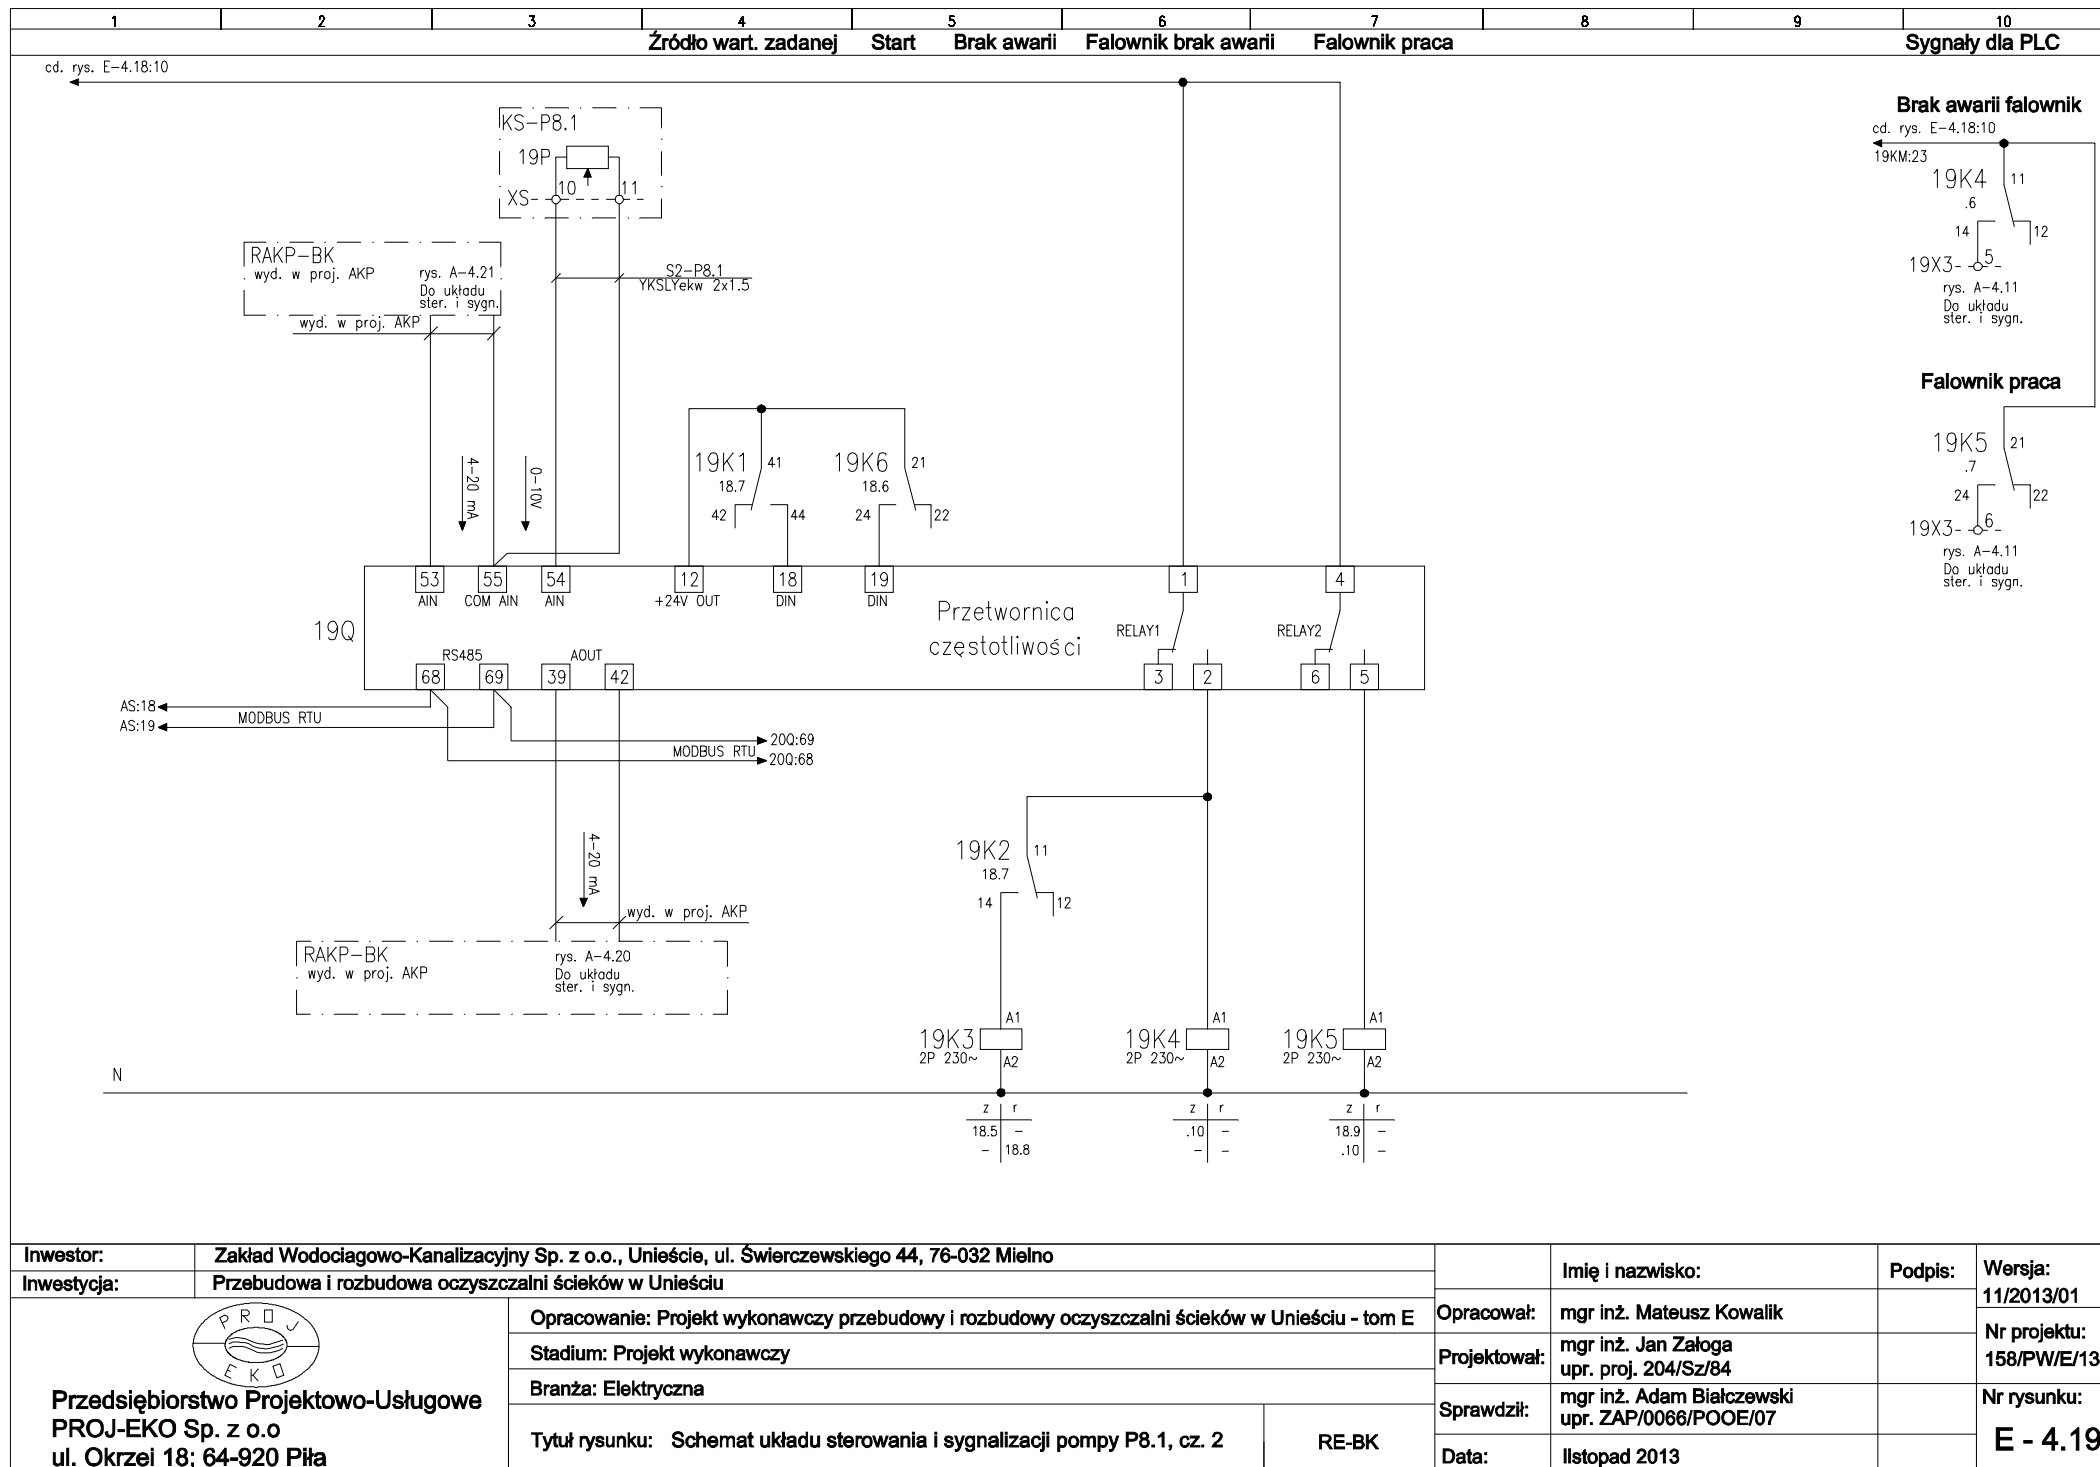 1 2 3 4 5 6 7 8 9 10
Źródło wart. zadanej Start Brak awarii Falownik brak awarii Falownik praca Sygnały dla PLC
cd. rys. E-4.18:10
KS-P8.1
19P
XS 10 11
S2-P8.1
YKSLYekw 2x1.5
RAKP-BK
wyd. w proj. AKP
rys. A-4.21
Do układu
ster. i sygn.
wyd. w proj. AKP
4-20 mA
0-10V
19K1 41
18.7
42 44
19K6 21
18.6
24 22
53 55 54 12 18 19 1 4
AIN COM AIN AIN +24V OUT DIN DIN
19Q
Przetwornica
częstotliwości
RELAY1 RELAY2
RS485 AOUT
68 69 39 42 3 2 6 5
AS:18
AS:19
MODBUS RTU
20Q:69
MODBUS RTU
20Q:68
4-20 mA
wyd. w proj. AKP
RAKP-BK
wyd. w proj. AKP
rys. A-4.20
Do układu
ster. i sygn.
19K2 11
18.7
14 12
19K3 A1
2P 230~ A2
19K4 A1
2P 230~ A2
19K5 A1
2P 230~ A2
N
z r
18.5 -
- 18.8
z r
.10 -
- -
z r
18.9 -
.10 -
Brak awarii falownik
cd. rys. E-4.18:10
19KM:23
19K4 11
.6
14 12
19X3 5
rys. A-4.11
Do układu
ster. i sygn.
Falownik praca
19K5 21
.7
24 22
19X3 6
rys. A-4.11
Do układu
ster. i sygn.
Inwestor: Zakład Wodociagowo-Kanalizacyjny Sp. z o.o., Unieście, ul. Świerczewskiego 44, 76-032 Mielno
Inwestycja: Przebudowa i rozbudowa oczyszczalni ścieków w Unieściu
PROJ
EKO
Przedsiębiorstwo Projektowo-Usługowe
PROJ-EKO Sp. z o.o
ul. Okrzei 18; 64-920 Piła
Opracowanie: Projekt wykonawczy przebudowy i rozbudowy oczyszczalni ścieków w Unieściu - tom E
Stadium: Projekt wykonawczy
Branża: Elektryczna
Tytuł rysunku: Schemat układu sterowania i sygnalizacji pompy P8.1, cz. 2
RE-BK
Imię i nazwisko: Podpis:
Opracował: mgr inż. Mateusz Kowalik
Projektował: mgr inż. Jan Załoga
upr. proj. 204/Sz/84
Sprawdził: mgr inż. Adam Białczewski
upr. ZAP/0066/POOE/07
Data: listopad 2013
Wersja:
11/2013/01
Nr projektu:
158/PW/E/13
Nr rysunku:
E - 4.19